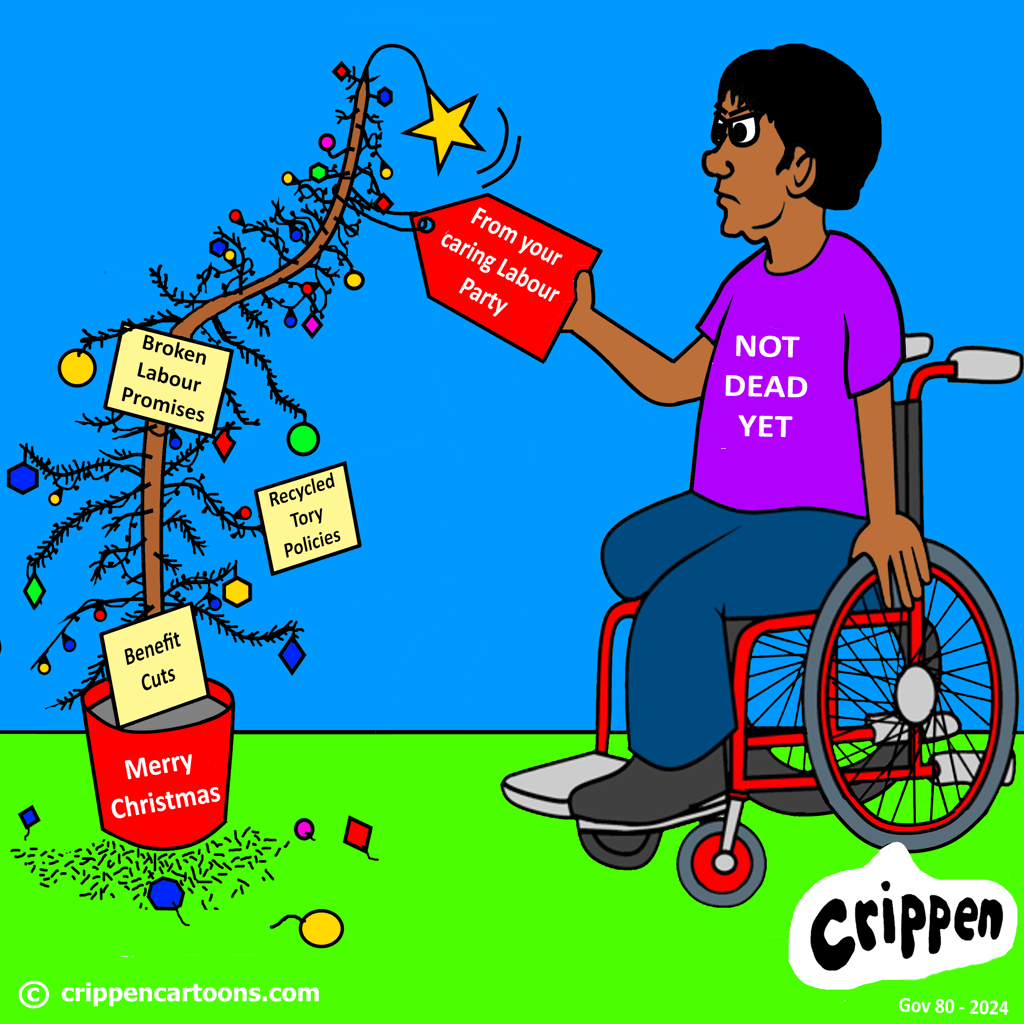 From your
caring Labour
Party
NOT
DEAD
YET
Broken
Labour
Promises
Recycled
Tory
Policies
Benefit
Cuts
Merry
Christmas
Crippen
© crippencartoons.com
Gov 80 - 2024